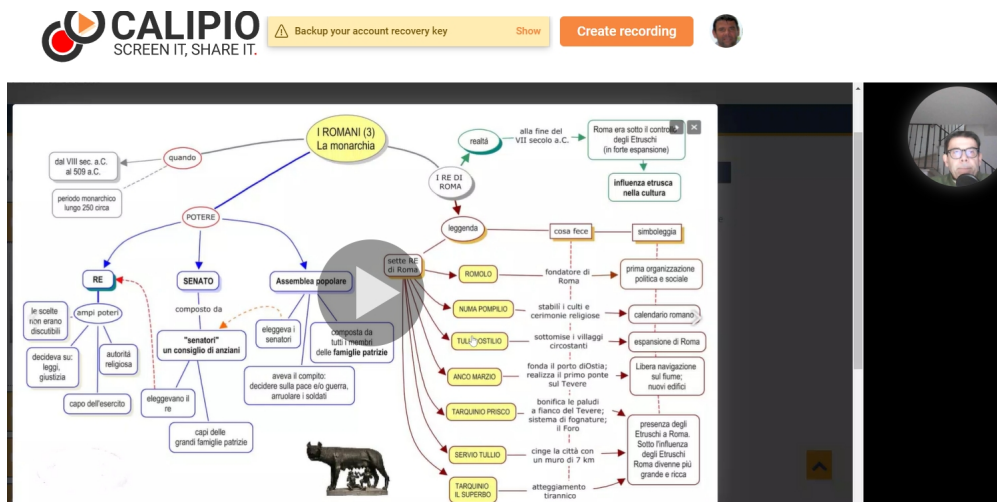 CALIPIO
SCREEN IT, SHARE IT.
Backup your account recovery key
Show
Create recording
I ROMANI (3)
La monarchia
quando
dal VIII sec. a.C.
al 509 a.C.
periodo monarchico
lungo 250 circa
POTERE
RE
ampi poteri
le scelte
non erano
discutibili
decideva su:
leggi,
giustizia
autorità
religiosa
capo dell'esercito
SENATO
composto da
"senatori"
un consiglio di anziani
eleggevano il
re
capi delle
grandi famiglie patrizie
Assemblea popolare
eleggeva i
senatori
composta da
tutti i membri
delle famiglie patrizie
aveva il compito:
decidere sulla pace e/o guerra,
arruolare i soldati
I RE DI
ROMA
realtá
alla fine del
VII secolo a.C.
Roma era sotto il controllo
degli Etruschi
(in forte espansione)
influenza etrusca
nella cultura
leggenda
cosa fece
simboleggia
sette RE
di Roma
ROMOLO
fondatore di
Roma
prima organizzazione
politica e sociale
NUMA POMPILIO
stabilì i culti e
cerimonie religiose
calendario romano
OSTILIO
sottomise i villaggi
circostanti
espansione di Roma
ANCO MARZIO
fonda il porto diOstia;
realizza il primo ponte
sul Tevere
Libera navigazione
sul fiume;
nuovi edifici
TARQUINIO PRISCO
bonifica le paludi
a fianco del Tevere;
sistema di fognature;
il Foro
SERVIO TULLIO
cinge la città con
un muro di 7 km
TARQUINIO
IL SUPERBO
atteggiamento
tirannico
presenza degli
Etruschi a Roma.
Sotto l'influenza
degli Etruschi
Roma divenne più
grande e ricca